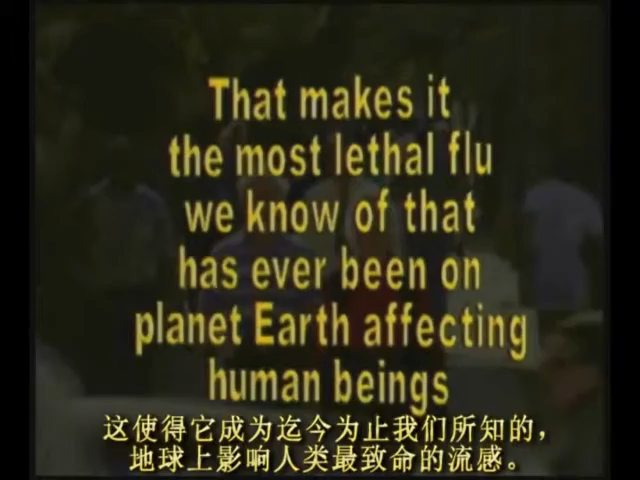 That makes it
the most lethal flu
we know of that
has ever been on
planet Earth affecting
human beings
这使得它成为迄今为止我们所知的，
地球上影响人类最致命的流感。